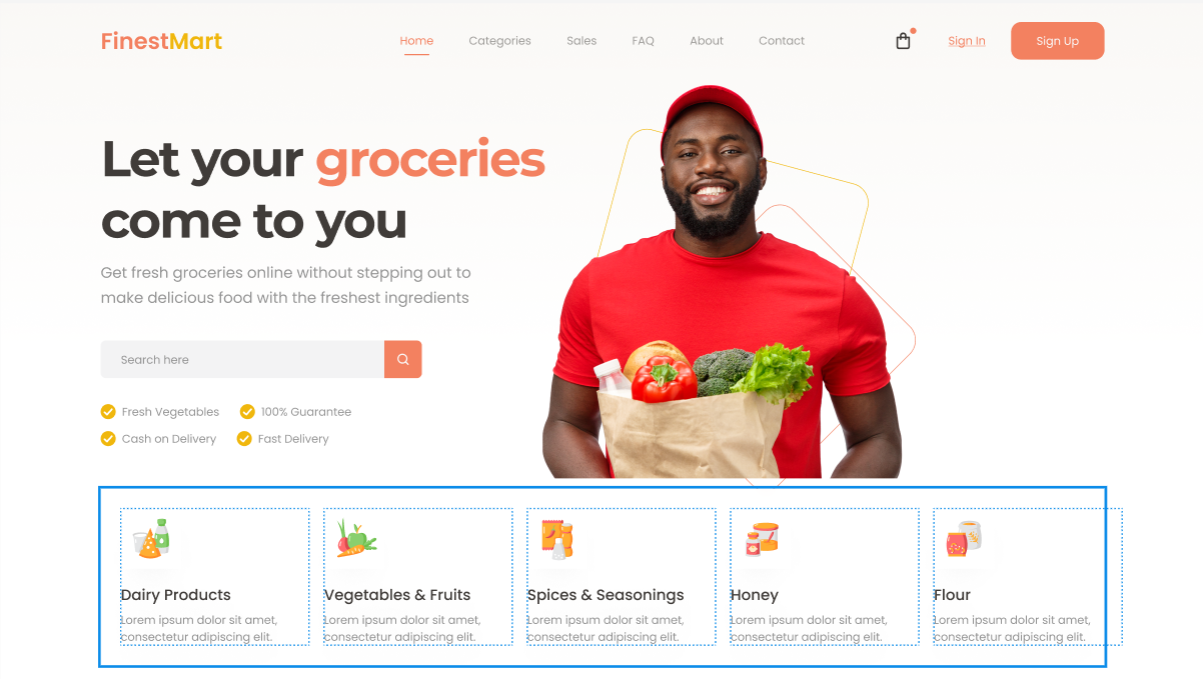 FinestMart
Home Categories Sales FAQ About Contact Sign In Sign Up
Let your groceries
come to you
Get fresh groceries online without stepping out to
make delicious food with the freshest ingredients
Search here
Fresh Vegetables 100% Guarantee
Cash on Delivery Fast Delivery
Dairy Products
Lorem ipsum dolor sit amet,
consectetur adipiscing elit.
Vegetables & Fruits
Lorem ipsum dolor sit amet,
consectetur adipiscing elit.
Spices & Seasonings
Lorem ipsum dolor sit amet,
consectetur adipiscing elit.
Honey
Lorem ipsum dolor sit amet,
consectetur adipiscing elit.
Flour
Lorem ipsum dolor sit amet,
consectetur adipiscing elit.